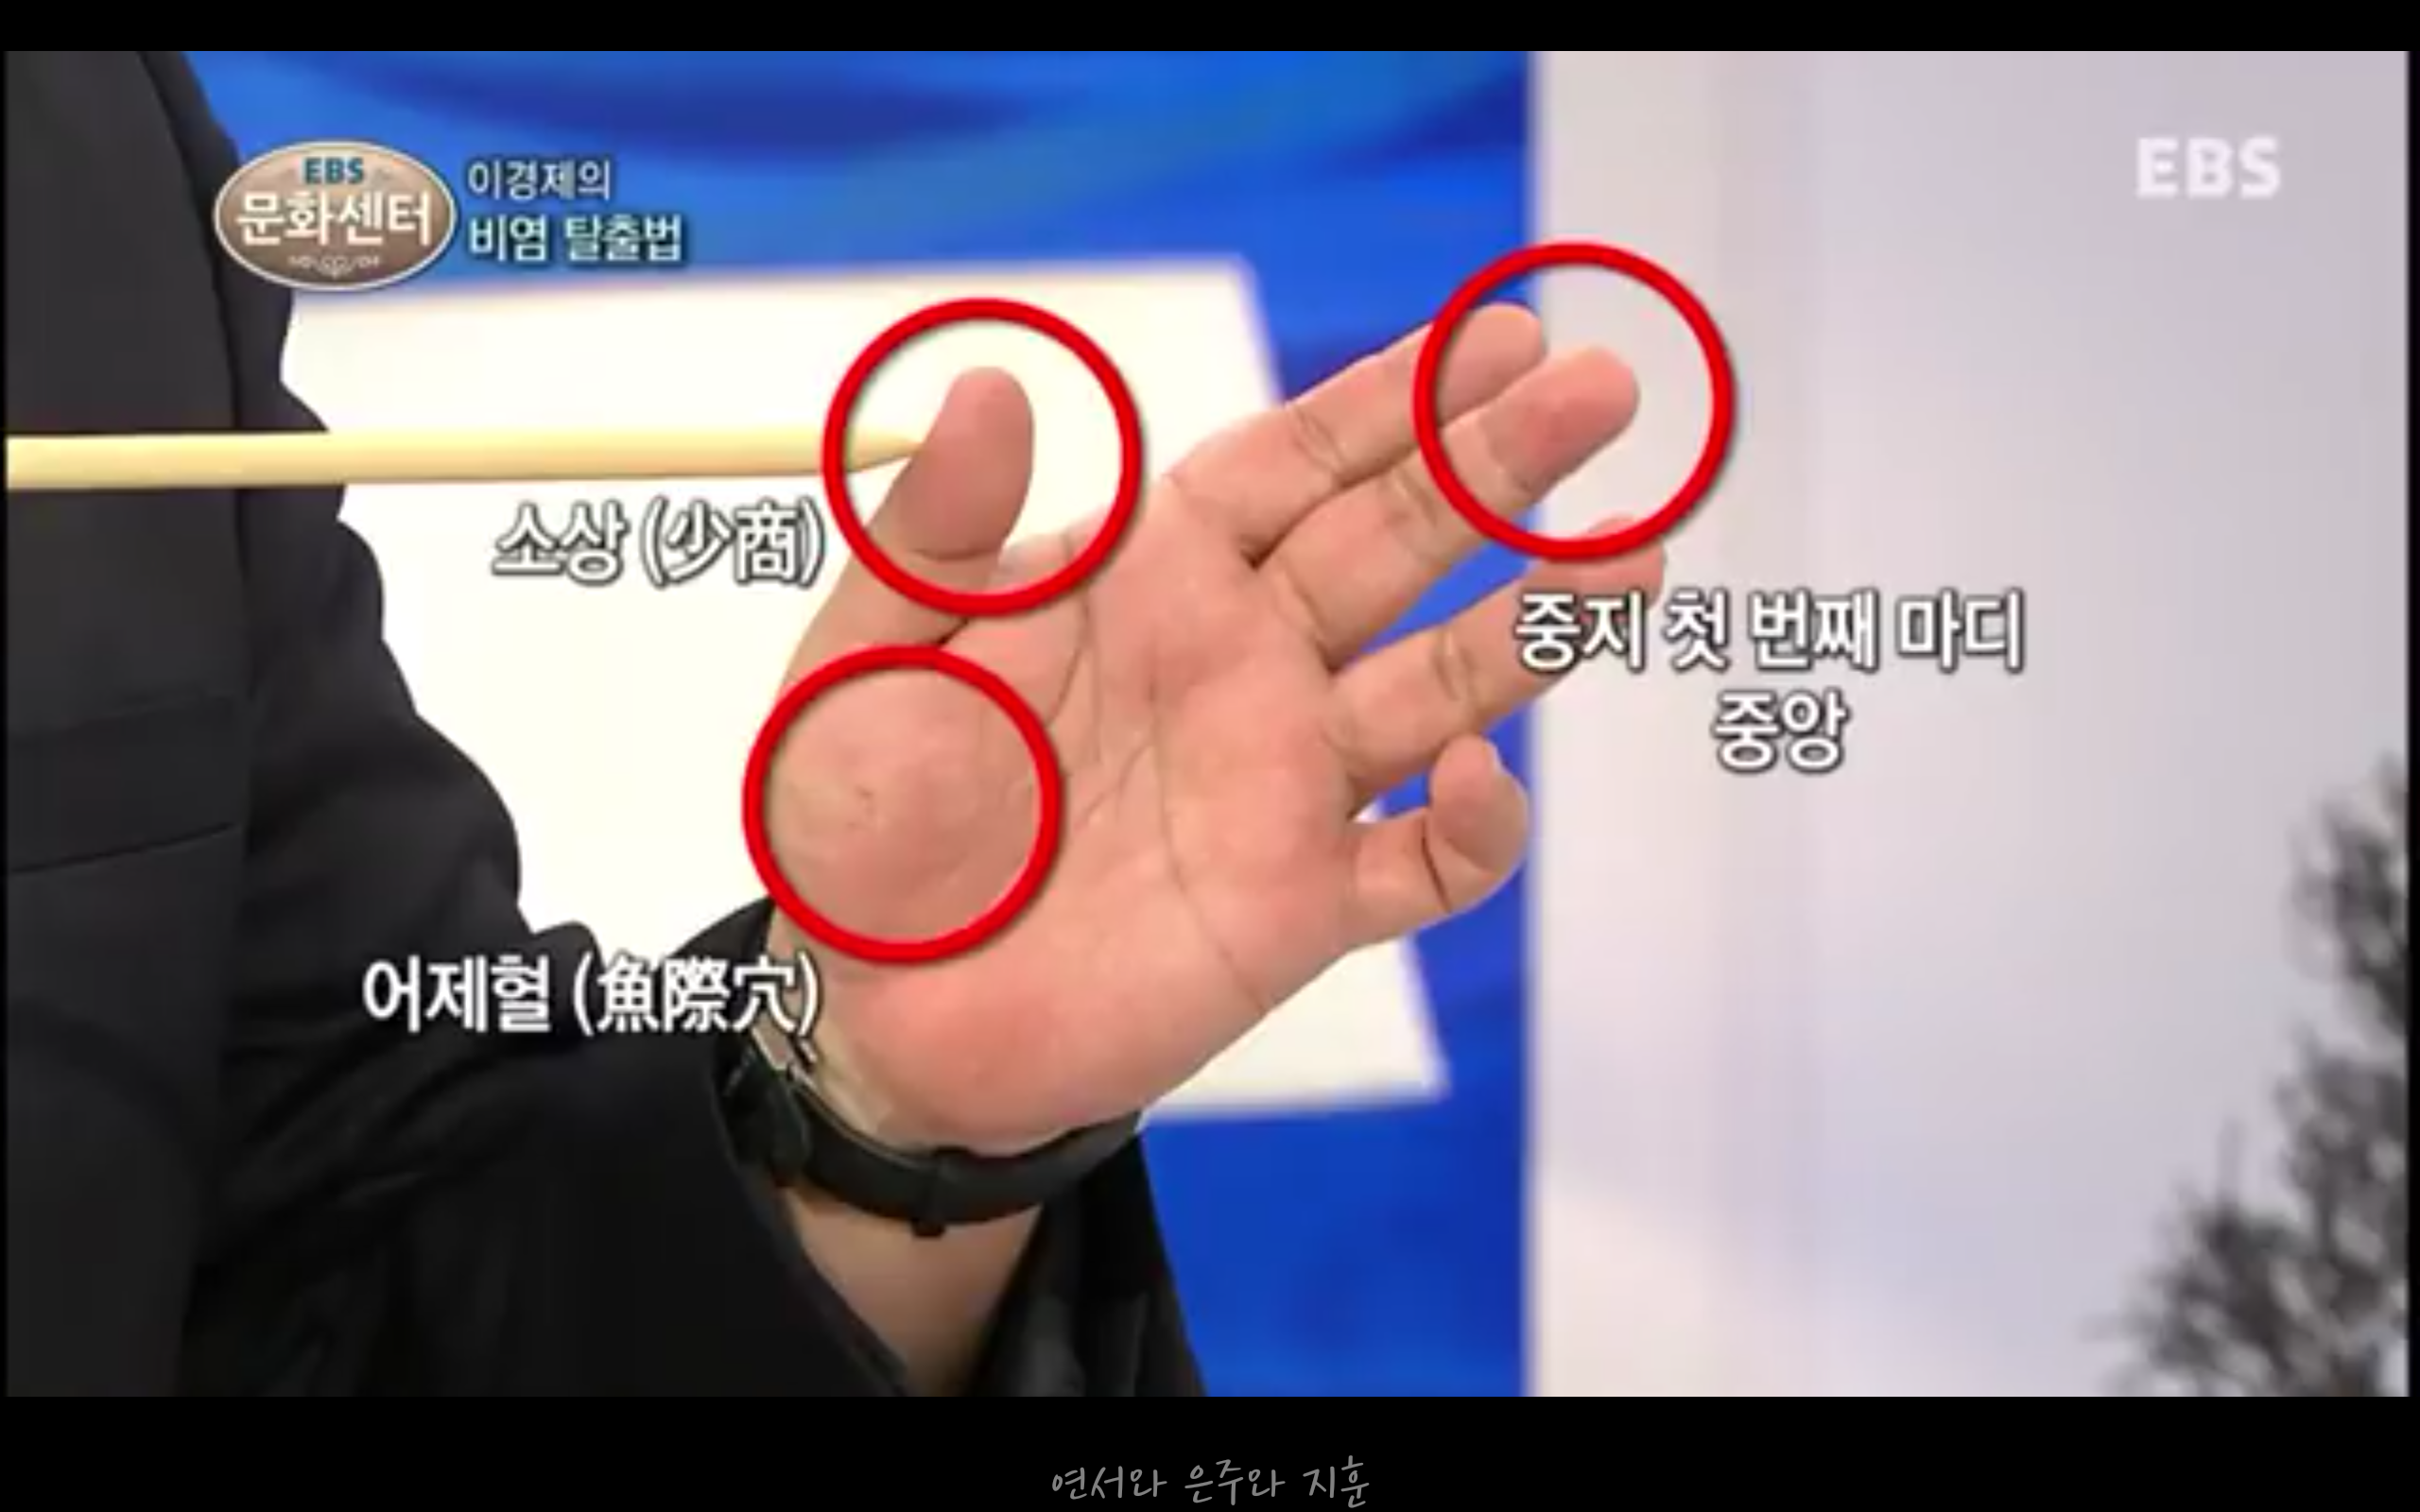 EBS
문화센터
이경제의
비염 탈출법
EBS
소상 (少商)
중지 첫 번째 마디
중앙
어제혈 (魚際穴)
연서와 은주와 지훈